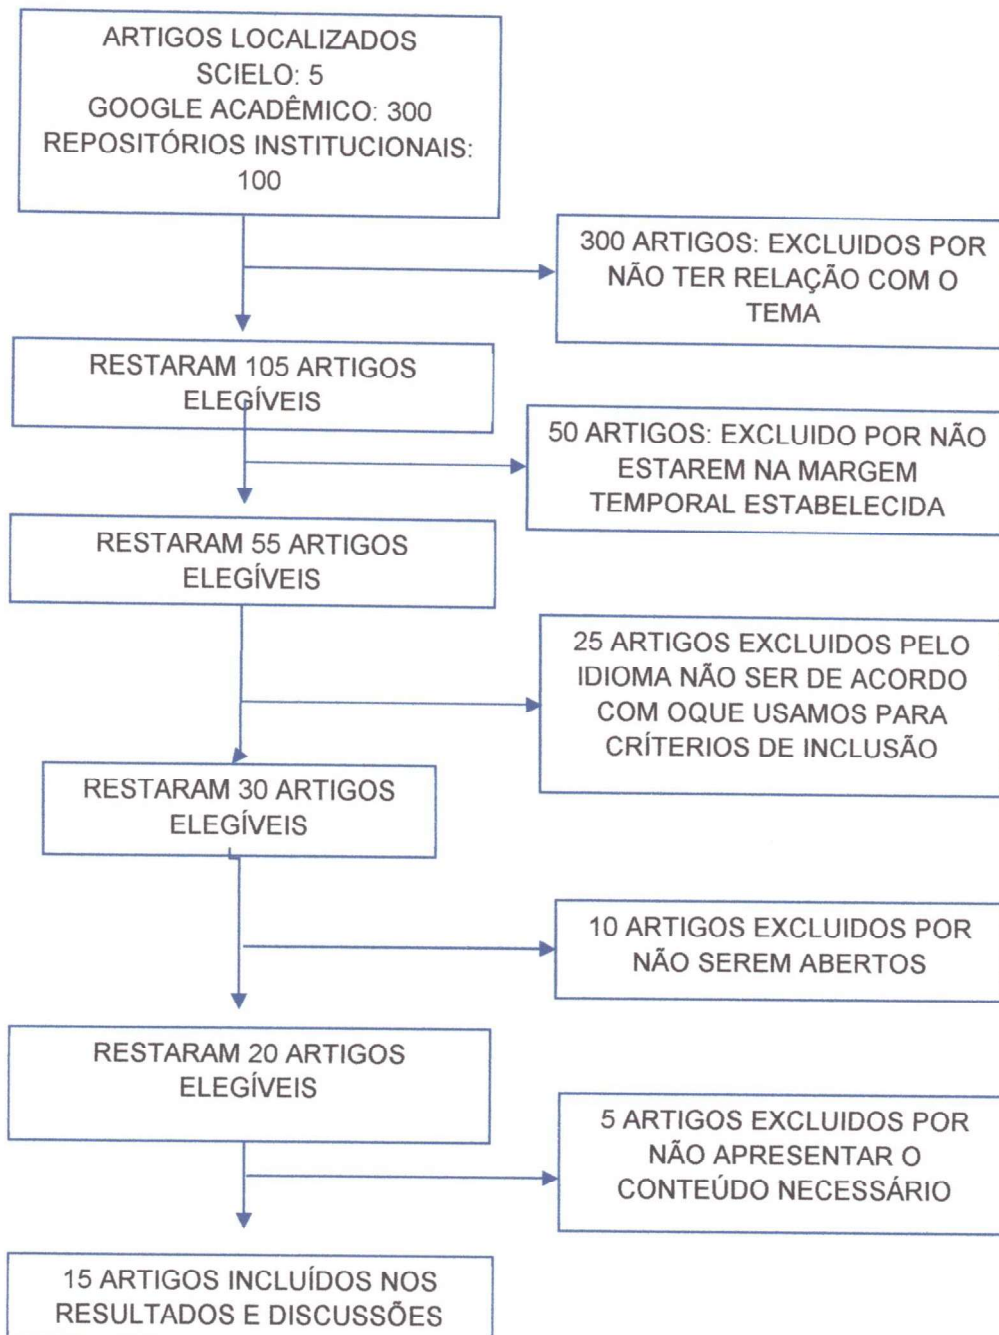 ARTIGOS LOCALIZADOS
SCIELO: 5
GOOGLE ACADÊMICO: 300
REPOSITÓRIOS INSTITUCIONAIS:
100
300 ARTIGOS: EXCLUIDOS POR
NÃO TER RELAÇÃO COM O
TEMA
RESTARAM 105 ARTIGOS
ELEGÍVEIS
50 ARTIGOS: EXCLUIDO POR NÃO
ESTAREM NA MARGEM
TEMPORAL ESTABELECIDA
RESTARAM 55 ARTIGOS
ELEGÍVEIS
25 ARTIGOS EXCLUIDOS PELO
IDIOMA NÃO SER DE ACORDO
COM OQUE USAMOS PARA
CRÍTERIOS DE INCLUSÃO
RESTARAM 30 ARTIGOS
ELEGÍVEIS
10 ARTIGOS EXCLUIDOS POR
NÃO SEREM ABERTOS
RESTARAM 20 ARTIGOS
ELEGÍVEIS
5 ARTIGOS EXCLUIDOS POR
NÃO APRESENTAR O
CONTEÚDO NECESSÁRIO
15 ARTIGOS INCLUÍDOS NOS
RESULTADOS E DISCUSSÕES